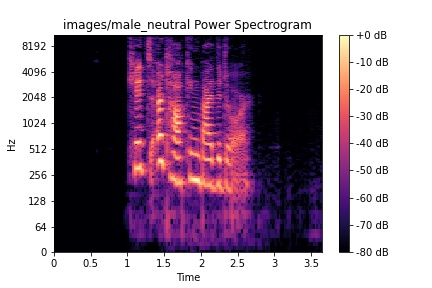 images/male_neutral Power Spectrogram
8192
4096
2048
1024
512
256
128
64
0
Hz
0 0.5 1 1.5 2 2.5 3 3.5
Time
+0 dB
-10 dB
-20 dB
-30 dB
-40 dB
-50 dB
-60 dB
-70 dB
-80 dB